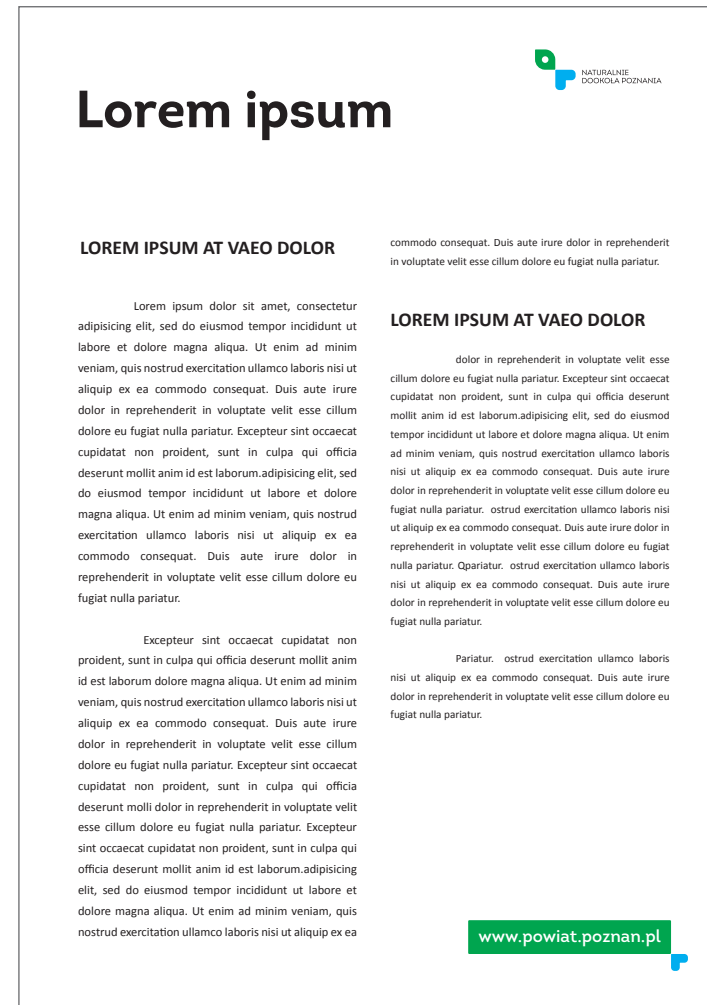 NATURALNIE
DOOKOŁA POZNANIA
Lorem ipsum
LOREM IPSUM AT VAEO DOLOR
Lorem ipsum dolor sit amet, consectetur
adipisicing elit, sed do eiusmod tempor incididunt ut
labore et dolore magna aliqua. Ut enim ad minim
veniam, quis nostrud exercitation ullamco laboris nisi ut
aliquip ex ea commodo consequat. Duis aute irure
dolor in reprehenderit in voluptate velit esse cillum
dolore eu fugiat nulla pariatur. Excepteur sint occaecat
cupidatat non proident, sunt in culpa qui officia
deserunt mollit anim id est laborum.adipisicing elit, sed
do eiusmod tempor incididunt ut labore et dolore
magna aliqua. Ut enim ad minim veniam, quis nostrud
exercitation ullamco laboris nisi ut aliquip ex ea
commodo consequat. Duis aute irure dolor in
reprehenderit in voluptate velit esse cillum dolore eu
fugiat nulla pariatur.
Excepteur sint occaecat cupidatat non
proident, sunt in culpa qui officia deserunt mollit anim
id est laborum dolore magna aliqua. Ut enim ad minim
veniam, quis nostrud exercitation ullamco laboris nisi ut
aliquip ex ea commodo consequat. Duis aute irure
dolor in reprehenderit in voluptate velit esse cillum
dolore eu fugiat nulla pariatur. Excepteur sint occaecat
cupidatat non proident, sunt in culpa qui officia
deserunt molli dolor in reprehenderit in voluptate velit
esse cillum dolore eu fugiat nulla pariatur. Excepteur
sint occaecat cupidatat non proident, sunt in culpa qui
officia deserunt mollit anim id est laborum.adipisicing
elit, sed do eiusmod tempor incididunt ut labore et
dolore magna aliqua. Ut enim ad minim veniam, quis
nostrud exercitation ullamco laboris nisi ut aliquip ex ea
commodo consequat. Duis aute irure dolor in reprehenderit
in voluptate velit esse cillum dolore eu fugiat nulla pariatur.
LOREM IPSUM AT VAEO DOLOR
dolor in reprehenderit in voluptate velit esse
cillum dolore eu fugiat nulla pariatur. Excepteur sint occaecat
cupidatat non proident, sunt in culpa qui officia deserunt
mollit anim id est laborum.adipisicing elit, sed do eiusmod
tempor incididunt ut labore et dolore magna aliqua. Ut enim
ad minim veniam, quis nostrud exercitation ullamco laboris
nisi ut aliquip ex ea commodo consequat. Duis aute irure
dolor in reprehenderit in voluptate velit esse cillum dolore eu
fugiat nulla pariatur. ostrud exercitation ullamco laboris nisi
ut aliquip ex ea commodo consequat. Duis aute irure dolor in
reprehenderit in voluptate velit esse cillum dolore eu fugiat
nulla pariatur. Qpariatur. ostrud exercitation ullamco laboris
nisi ut aliquip ex ea commodo consequat. Duis aute irure
dolor in reprehenderit in voluptate velit esse cillum dolore eu
fugiat nulla pariatur.
Pariatur. ostrud exercitation ullamco laboris
nisi ut aliquip ex ea commodo consequat. Duis aute irure
dolor in reprehenderit in voluptate velit esse cillum dolore eu
fugiat nulla pariatur.
www.powiat.poznan.pl